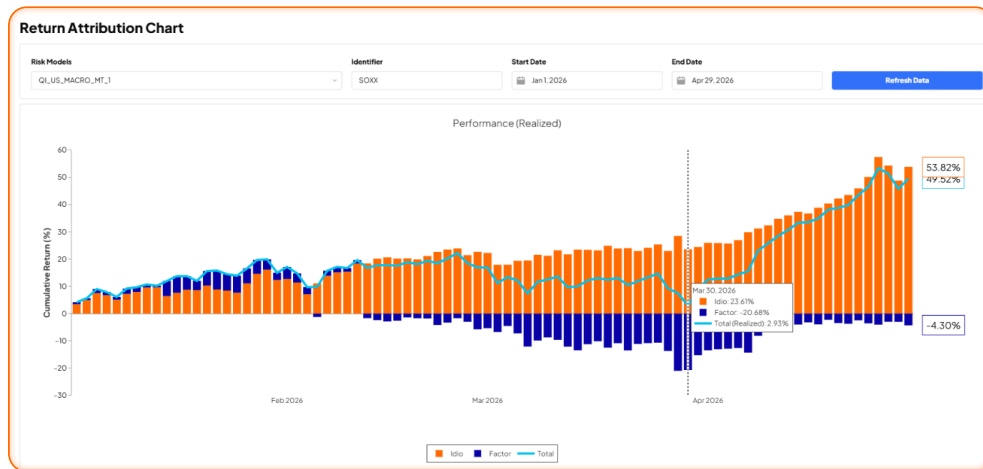 Return Attribution Chart
Risk Models
Identifier
Start Date
End Date
QI_US_MACRO_MT_1
SOXX
Jan 1, 2026
Apr 29, 2026
Refresh Data
Performance (Realized)
Cumulative Return (%)
60
50
40
30
20
10
0
-10
-20
-30
53.82%
49.52%
-4.30%
Mar 30, 2026
Idio: 23.61%
Factor: -20.68%
Total (Realized): 2.93%
Feb 2026
Mar 2026
Apr 2026
Idio
Factor
Total